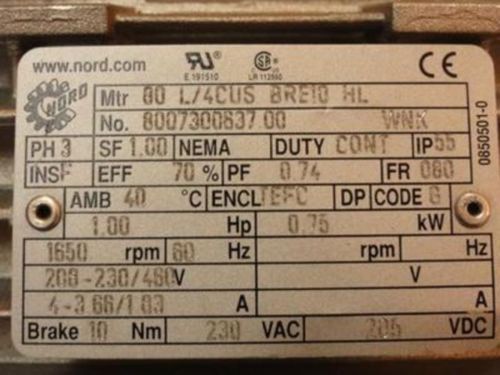 www.nord.com
E.191510
LR 112560
NORD
Mtr 80 L/4CUS BRE10 HL
No. 8007300837 00 WNK
PH 3 SF 1.00 NEMA DUTY CONT IP 55
INS F EFF 70 % PF 0.74 FR 080
AMB 40 °C ENCL TEFC DP CODE G
1.00 Hp 0.75 kW
1650 rpm 60 Hz rpm Hz
208-230/460 V V
4-3.66/1.83 A A
Brake 10 Nm 230 VAC 205 VDC
0850501-0